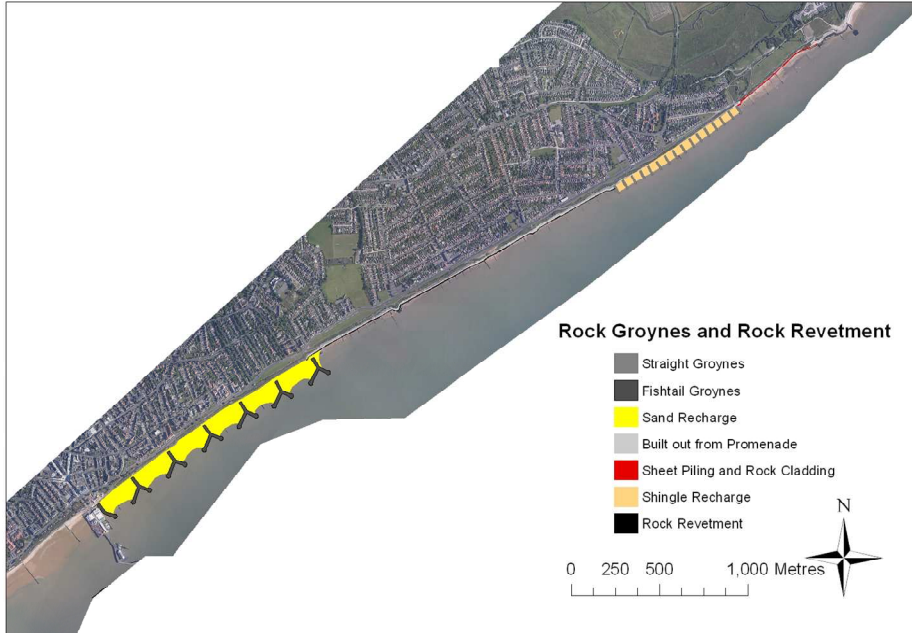 Rock Groynes and Rock Revetment
Straight Groynes
Fishtail Groynes
Sand Recharge
Built out from Promenade
Sheet Piling and Rock Cladding
Shingle Recharge
Rock Revetment
N
0 250 500 1,000 Metres